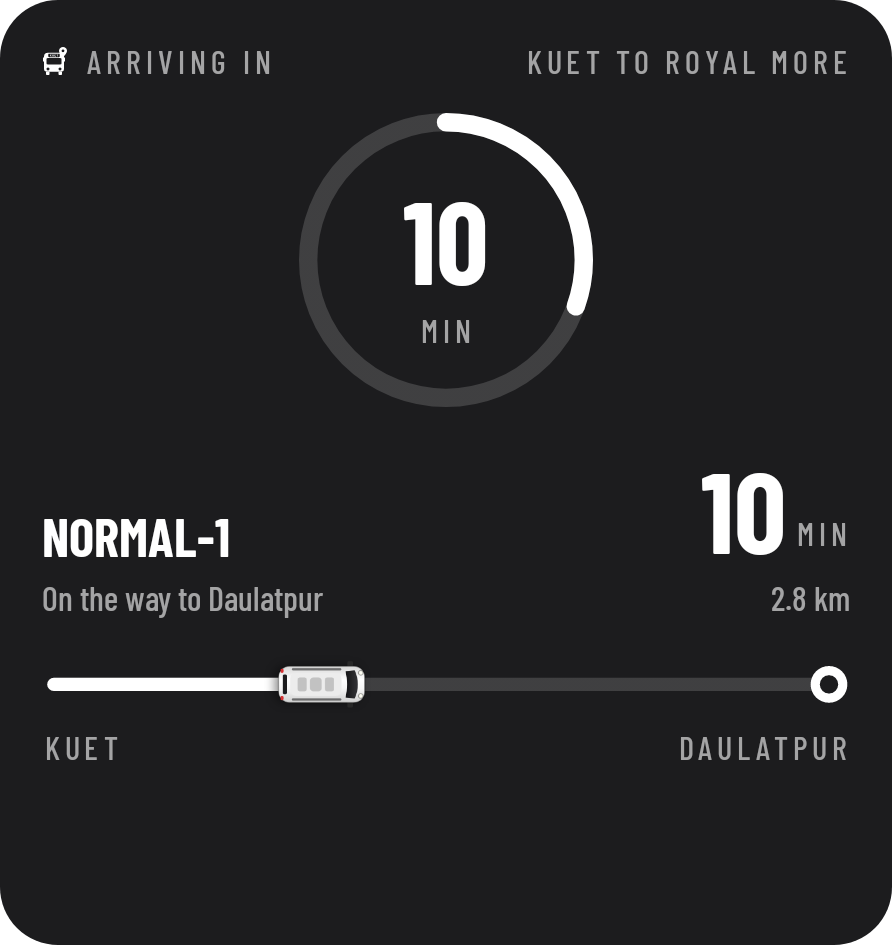 ARRIVING IN
KUET TO ROYAL MORE
10
MIN
NORMAL-1
10 MIN
On the way to Daulatpur
2.8 km
KUET
DAULATPUR